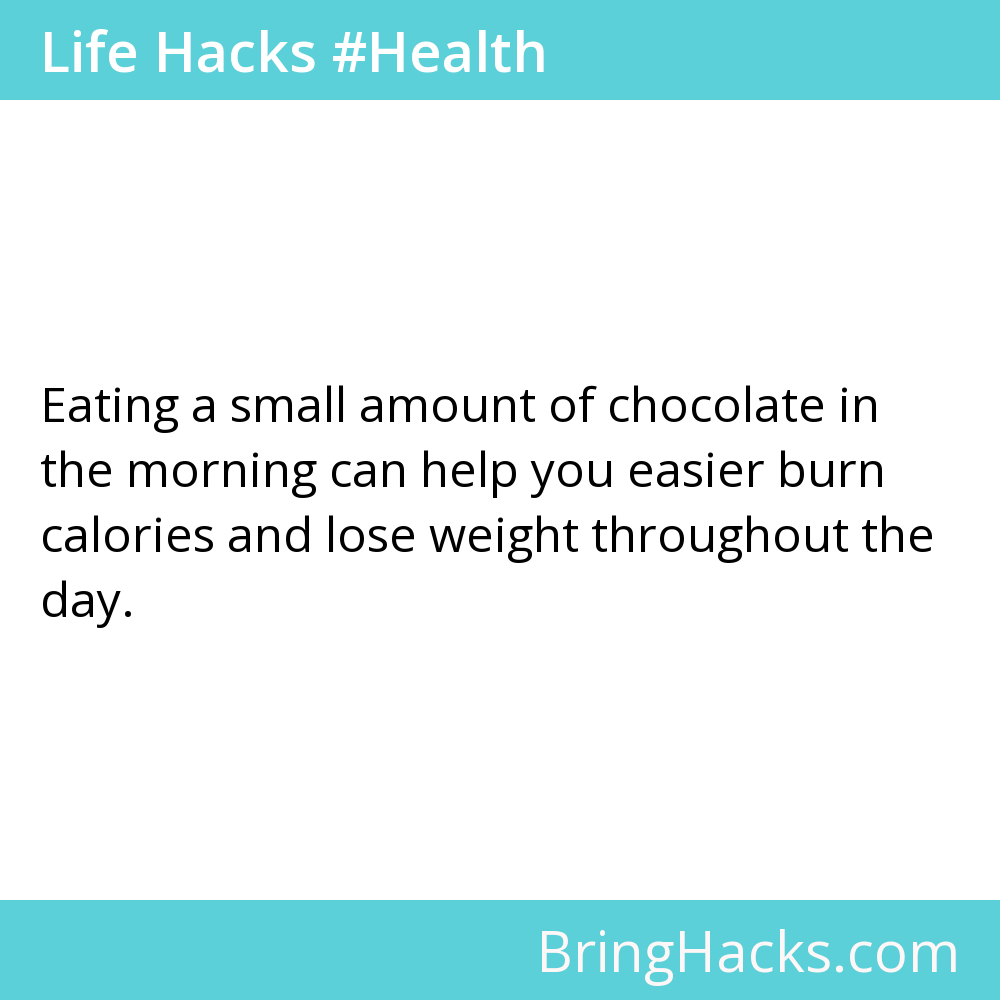 Life Hacks #Health
Eating a small amount of chocolate in
the morning can help you easier burn
calories and lose weight throughout the
day.
BringHacks.com